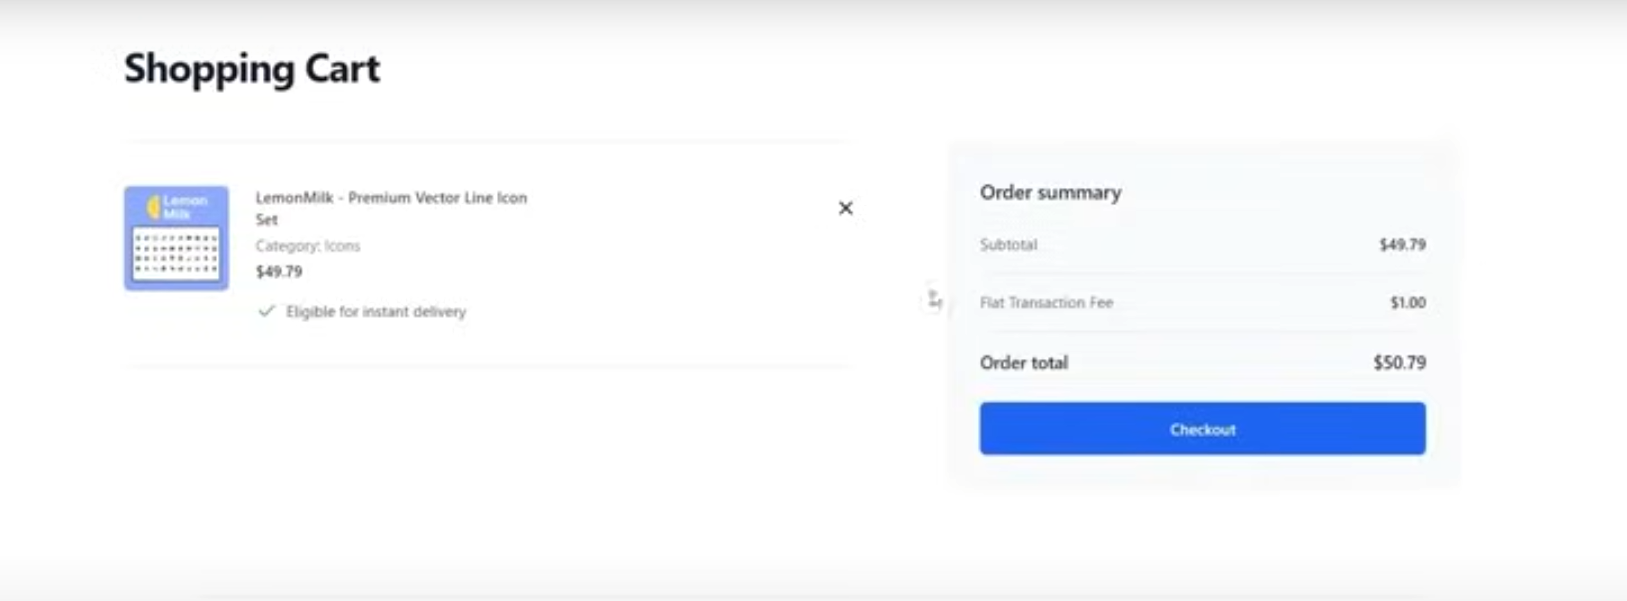 Shopping Cart
Lemon
Milk
LemonMilk - Premium Vector Line Icon
Set
Category: Icons
$49.79
Eligible for instant delivery
Order summary
Subtotal $49.79
Flat Transaction Fee $1.00
Order total $50.79
Checkout